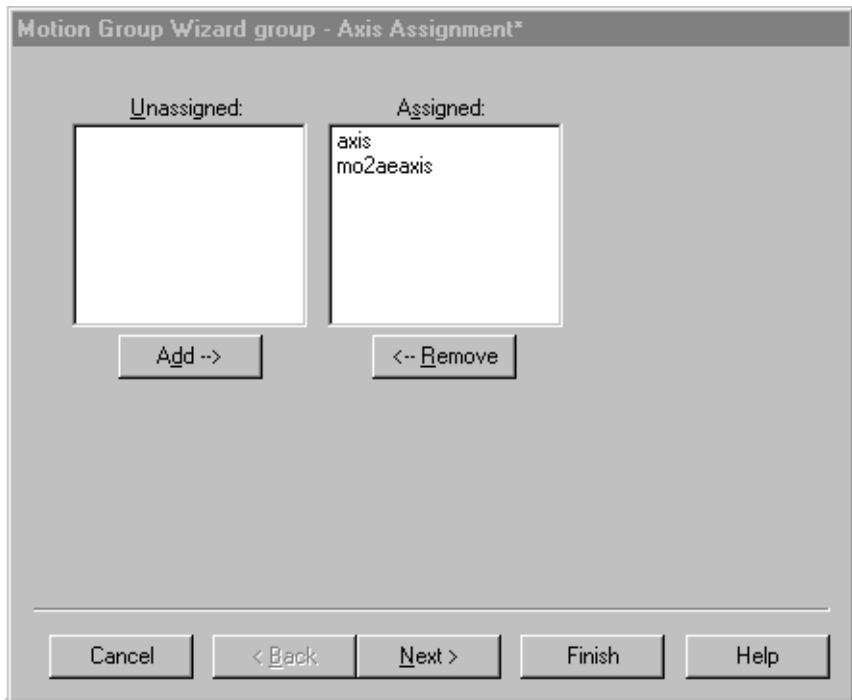 Motion Group Wizard group - Axis Assignment*
Unassigned:
Assigned:
axis
mo2aeaxis
Add -->
<-- Remove
Cancel
< Back
Next >
Finish
Help